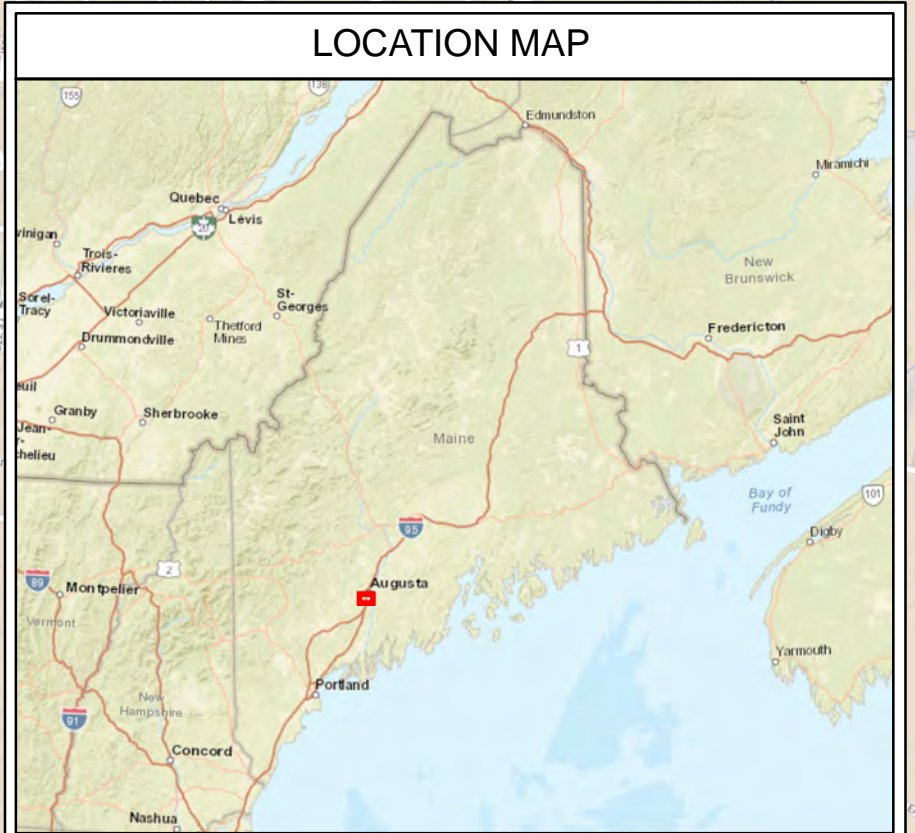 LOCATION MAP
155
138
Edmundston
Miramichi
Quebec
Lévis
20
vinigan
Trois-
Rivieres
New
Brunswick
Sorel-
Tracy
St-
Georges
Victoriaville
Thetford
Mines
Fredericton
Drummondville
1
euil
Granby
Sherbrooke
Saint
John
Jean-
r-
chelieu
Maine
Bay of
Fundy
101
95
Digby
2
89
Montpelier
Augusta
Vermont
Yarmouth
Portland
New
Hampshire
91
Concord
Nashua